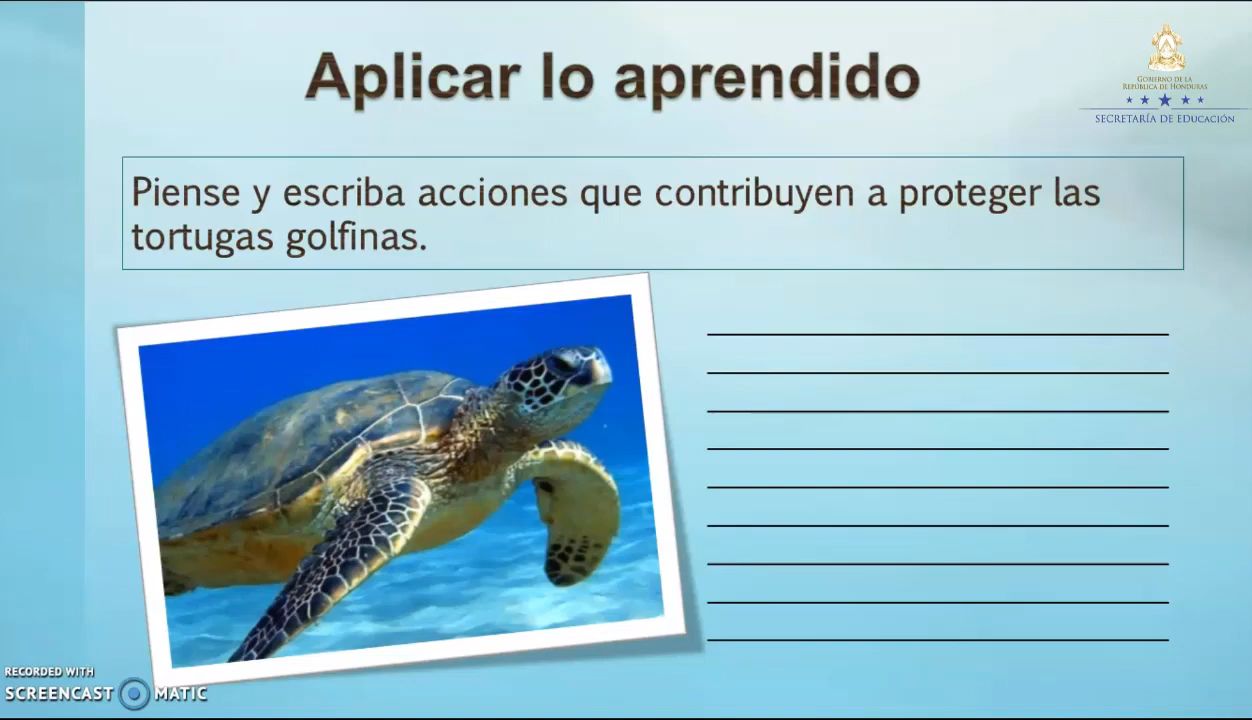 Aplicar lo aprendido
GOBIERNO DE LA
REPÚBLICA DE HONDURAS
SECRETARÍA DE EDUCACIÓN
Piense y escriba acciones que contribuyen a proteger las
tortugas golfinas.
RECORDED WITH
SCREENCAST MATIC